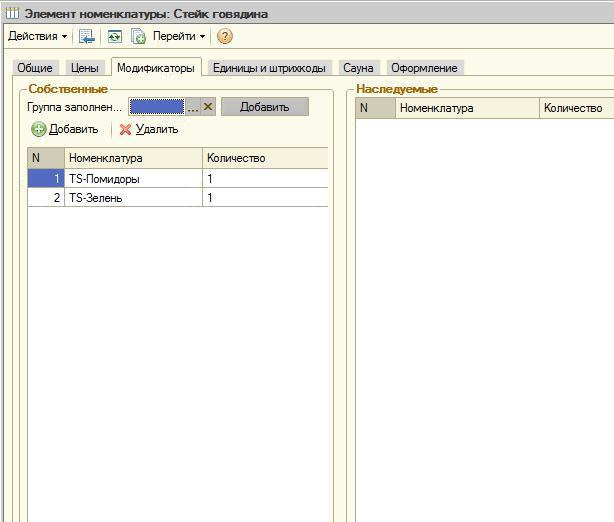 Элемент номенклатуры: Стейк говядина
Действия Перейти
Общие Цены Модификаторы Единицы и штрихкоды Сауна Оформление
Собственные
Группа заполнен... ... Добавить
Добавить Удалить
N Номенклатура Количество
1 TS-Помидоры 1
2 TS-Зелень 1
Наследуемые
N Номенклатура Количество